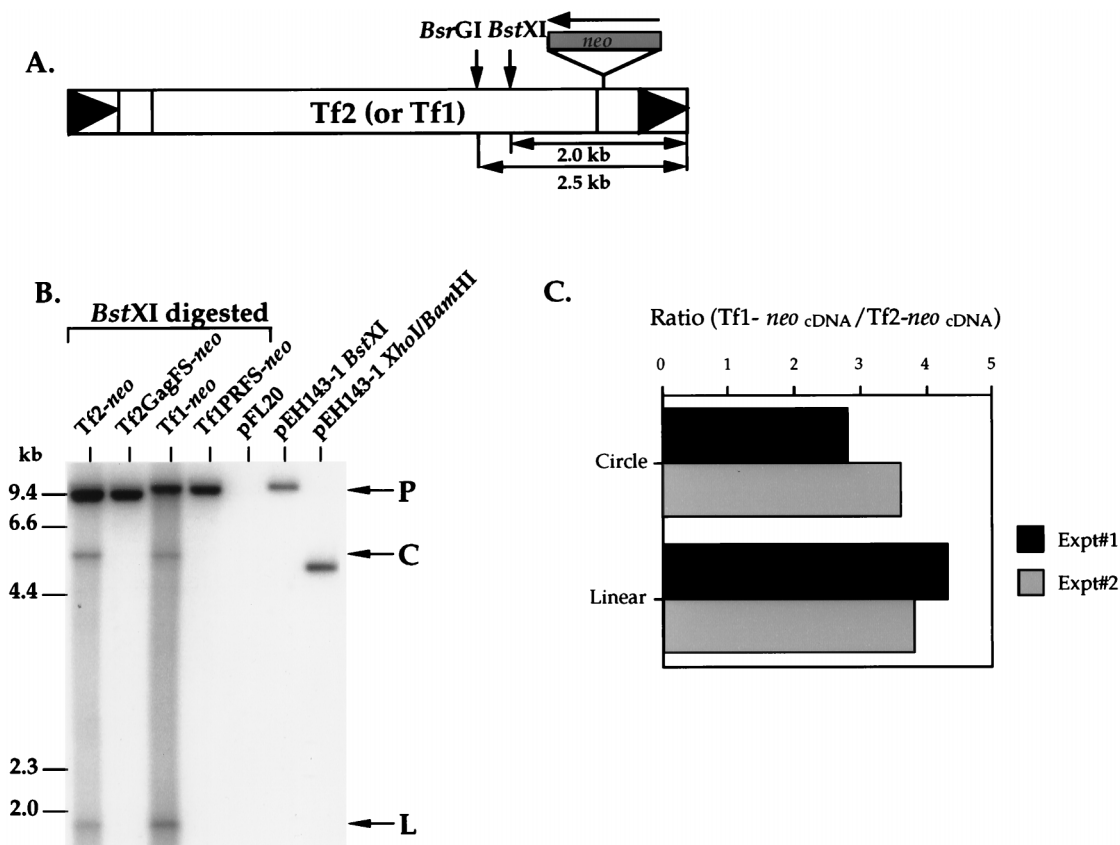 A.
BsrGI BstXI
neo
Tf2 (or Tf1)
2.0 kb
2.5 kb
B.
BstXI digested
Tf2-neo
Tf2GagFS-neo
Tf1-neo
Tf1PRFS-neo
pFL20
pEH143-1 BstXI
pEH143-1 XhoI/BamHI
kb
9.4
6.6
4.4
2.3
2.0
P
C
L
C.
Ratio (Tf1- neo cDNA/Tf2-neo cDNA)
0 1 2 3 4 5
Circle
Linear
Expt#1
Expt#2